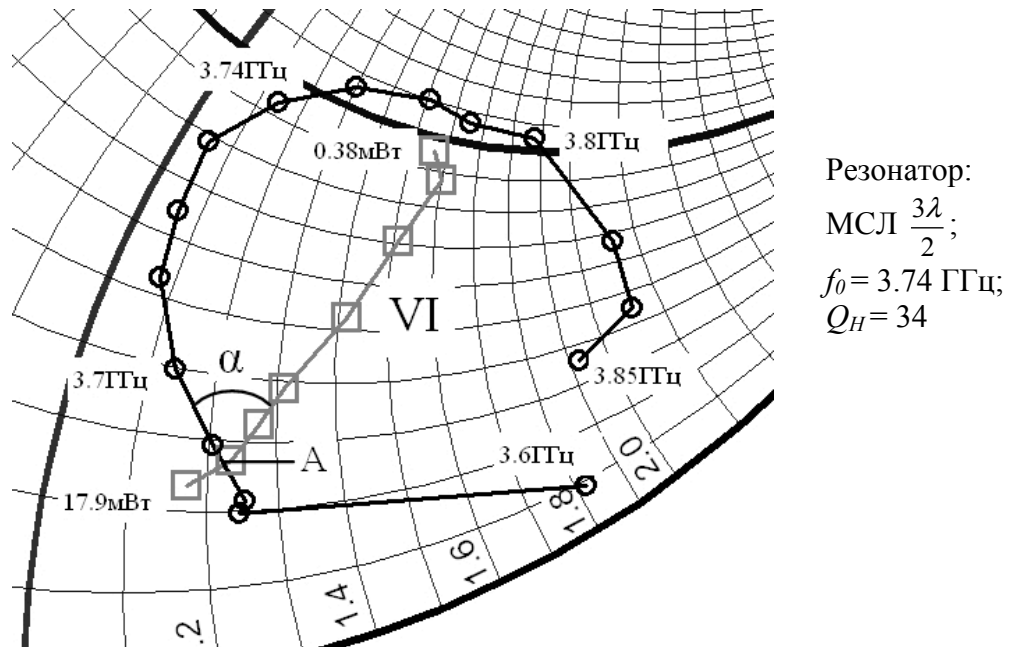 3.74ГГц
0.38мВт
3.8ГГц
VI
α
3.7ГГц
3.85ГГц
А
3.6ГГц
17.9мВт
2.0
1.8
1.6
1.4
.2
Резонатор:
МСЛ 3λ/2;
f0 = 3.74 ГГц;
QH = 34